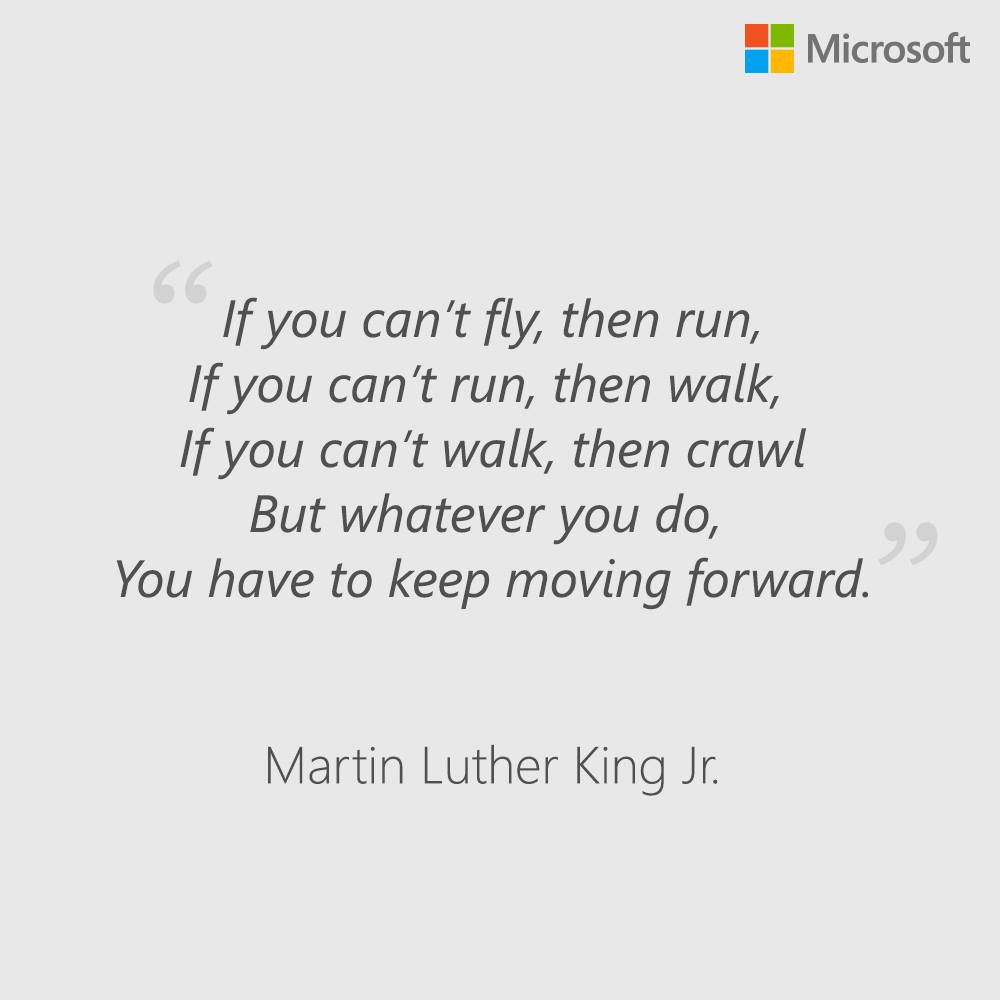 Microsoft
“If you can’t fly, then run,
If you can’t run, then walk,
If you can’t walk, then crawl
But whatever you do,
You have to keep moving forward.”
Martin Luther King Jr.